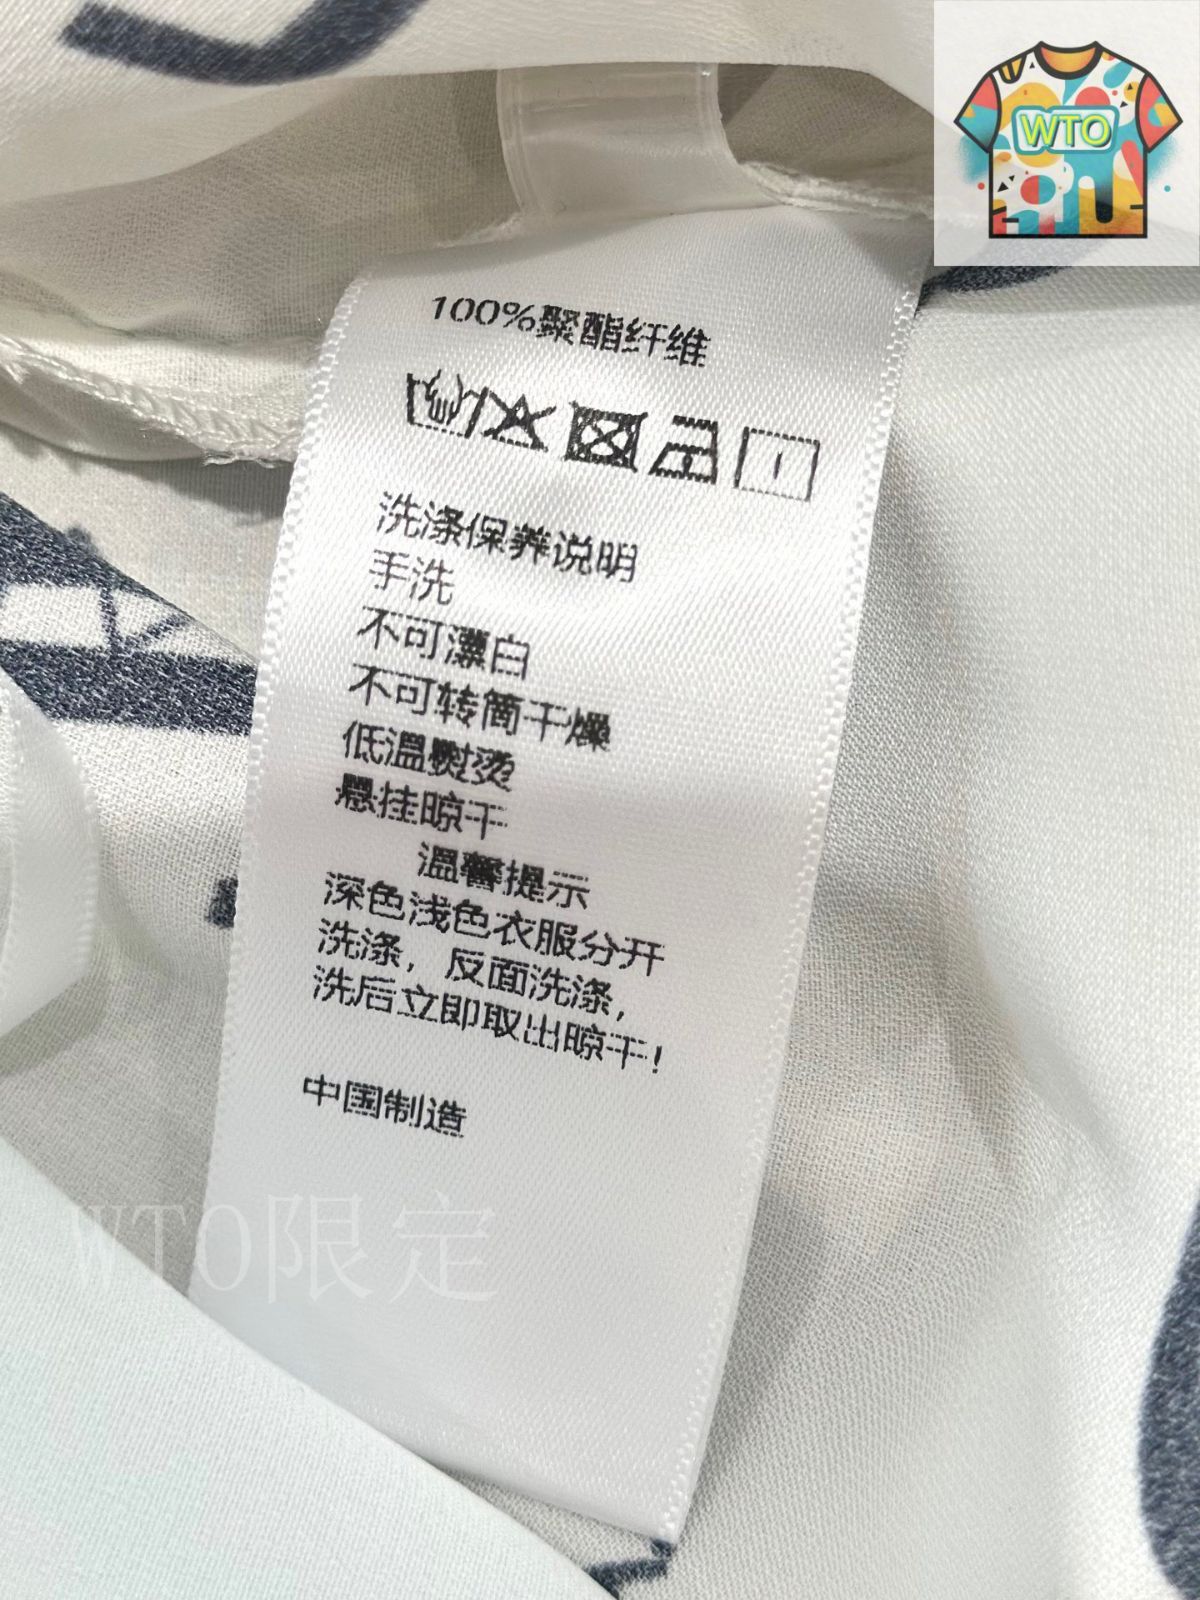 WTO
100%聚酯纤维
洗涤保养说明
手洗
不可漂白
不可转筒干燥
低温熨烫
悬挂晾干
温馨提示
深色浅色衣服分开
洗涤，反面洗涤，
洗后立即取出晾干！
中国制造
WTO限定